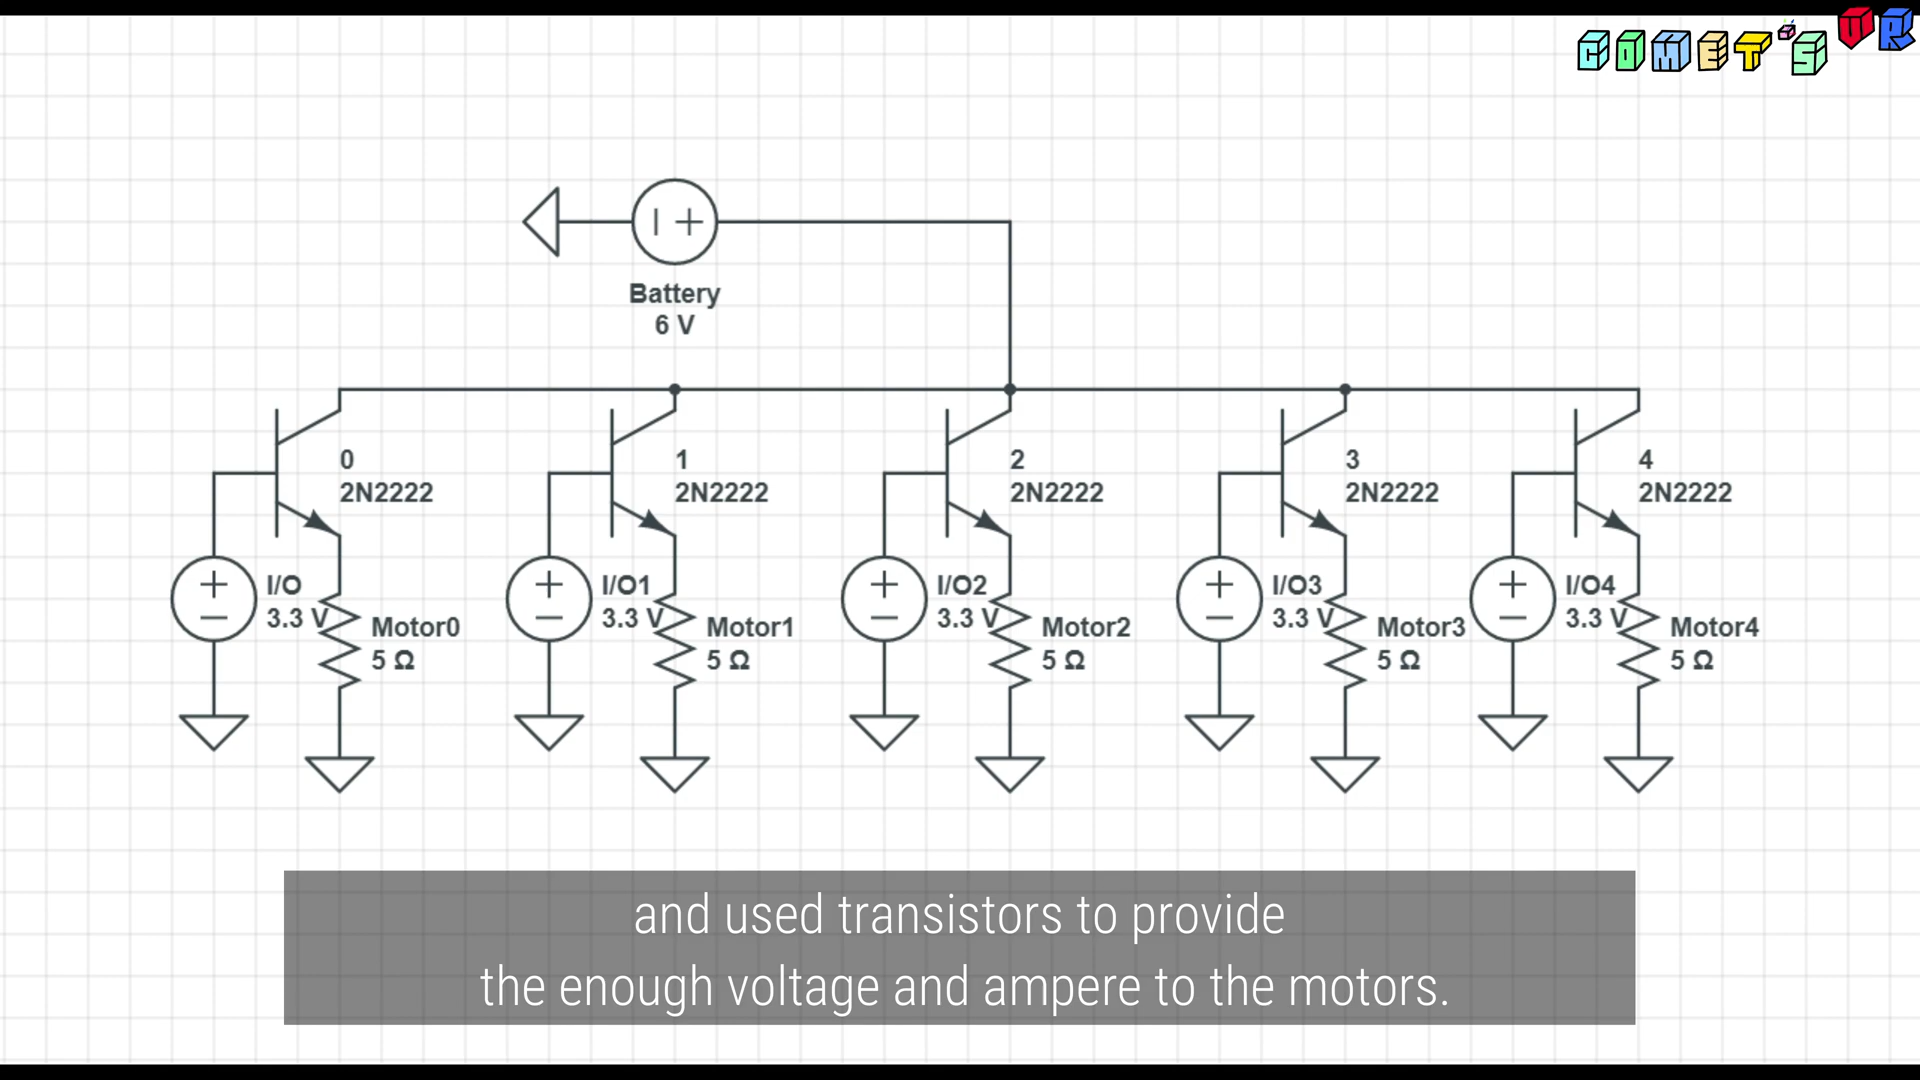 COMET'S VR
Battery
6 V
0
2N2222
1
2N2222
2
2N2222
3
2N2222
4
2N2222
I/O
3.3 V
Motor0
5 Ω
I/O1
3.3 V
Motor1
5 Ω
I/O2
3.3 V
Motor2
5 Ω
I/O3
3.3 V
Motor3
5 Ω
I/O4
3.3 V
Motor4
5 Ω
and used transistors to provide
the enough voltage and ampere to the motors.